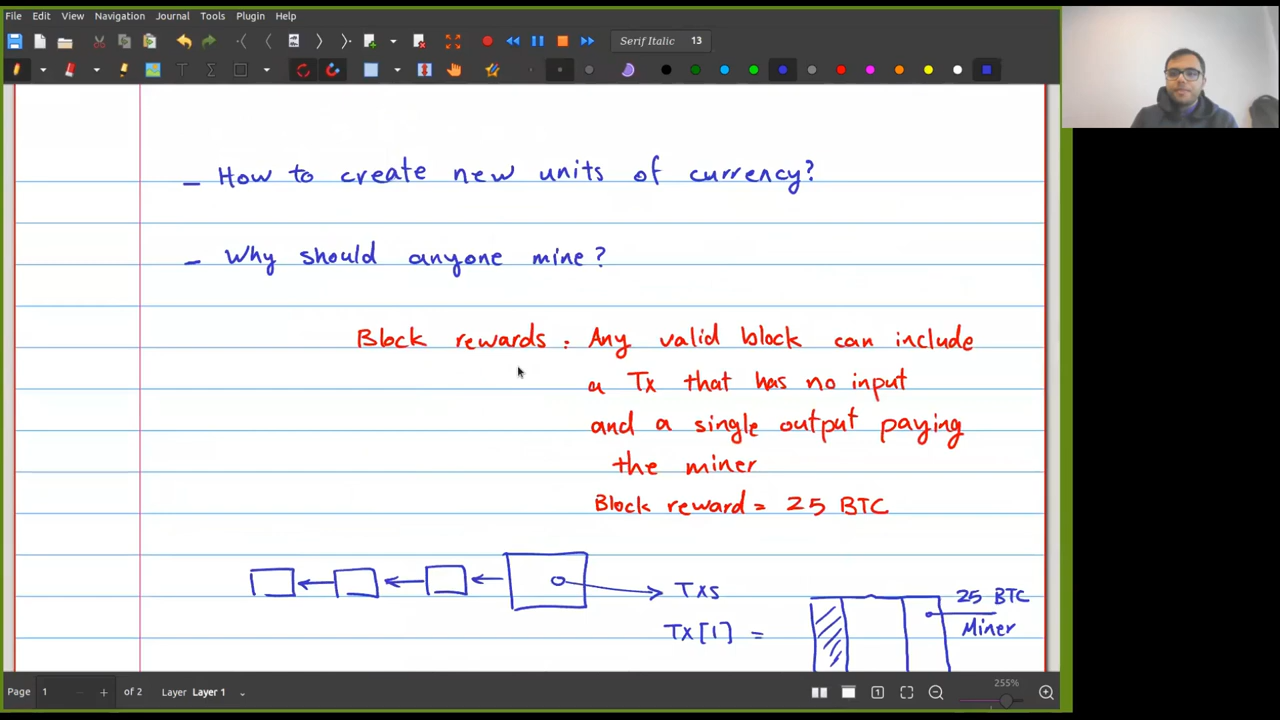 File Edit View Navigation Journal Tools Plugin Help
Serif Italic 13
- How to create new units of currency?
- Why should anyone mine?
Block rewards : Any valid block can include
a Tx that has no input
and a single output paying
the miner
Block reward = 25 BTC
TXs
25 BTC
TX[1] =
Miner
Page 1 of 2 Layer Layer 1
255%